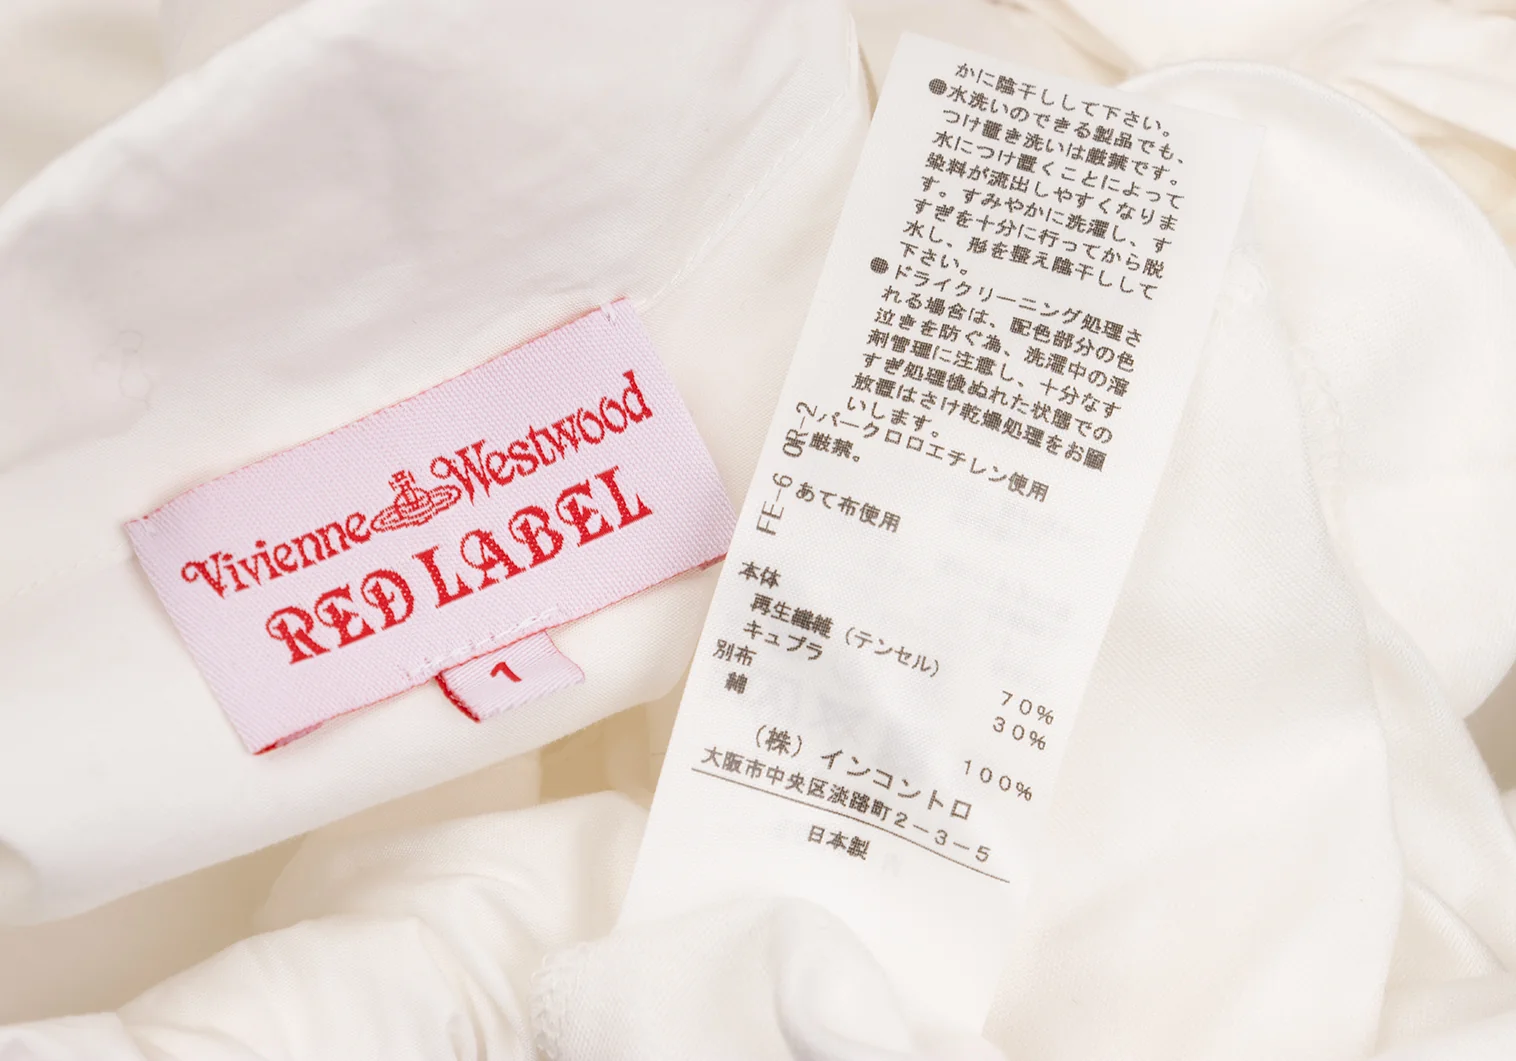 Vivienne Westwood
RED LABEL
1
かに陰干しして下さい。
●水洗いのできる製品でも、
つけ置き洗いは厳禁です。
水につけ置くことによって
染料が流出しやすくなりま
す。すみやかに洗濯し、す
すぎを十分に行ってから脱
水し、形を整え陰干しして
下さい。
●ドライクリーニング処理さ
れる場合は、配色部分の色
泣きを防ぐ為、洗濯中の溶
剤管理に注意し、十分なす
すぎ処理後ぬれた状態での
放置はさけ乾燥処理をお願
いします。
OR-2 パークロロエチレン使用
厳禁。
FE-6 あて布使用
本体
再生繊維（テンセル） 70%
キュプラ 30%
別布
綿 100%
（株）インコントロ
大阪市中央区淡路町2-3-5
日本製